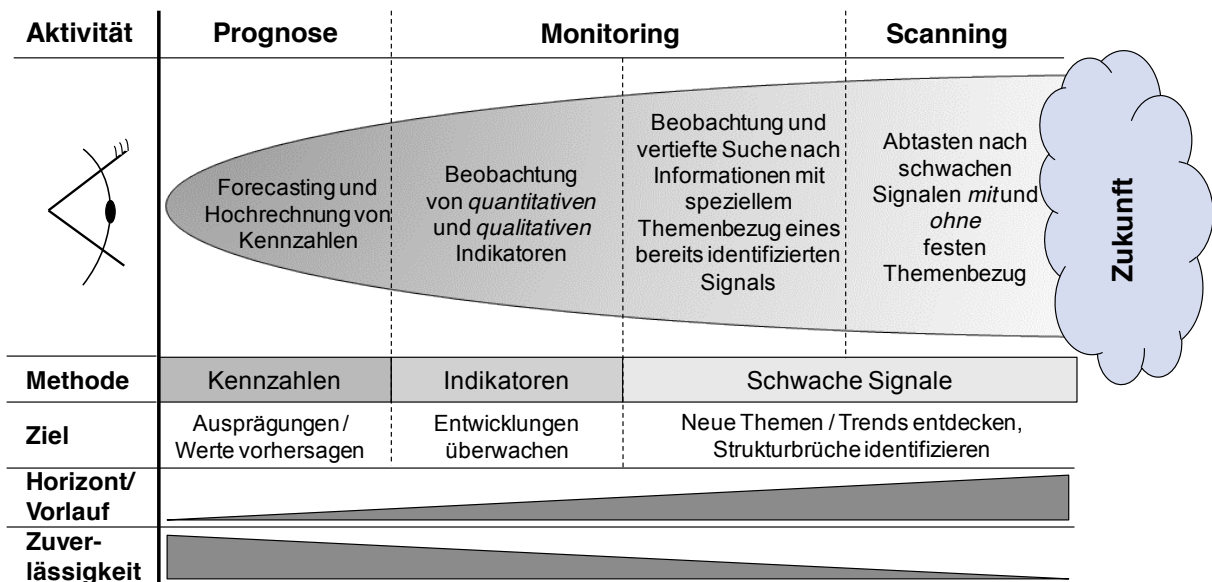 Aktivität
Prognose
Monitoring
Scanning
Forecasting und
Hochrechnung von
Kennzahlen
Beobachtung
von quantitativen
und qualitativen
Indikatoren
Beobachtung und
vertiefte Suche nach
Informationen mit
speziellem
Themenbezug eines
bereits identifizierten
Signals
Abtasten nach
schwachen
Signalen mit und
ohne
festen
Themenbezug
Zukunft
Methode
Kennzahlen
Indikatoren
Schwache Signale
Ziel
Ausprägungen /
Werte vorhersagen
Entwicklungen
überwachen
Neue Themen / Trends entdecken,
Strukturbrüche identifizieren
Horizont/
Vorlauf
Zuver-
lässigkeit